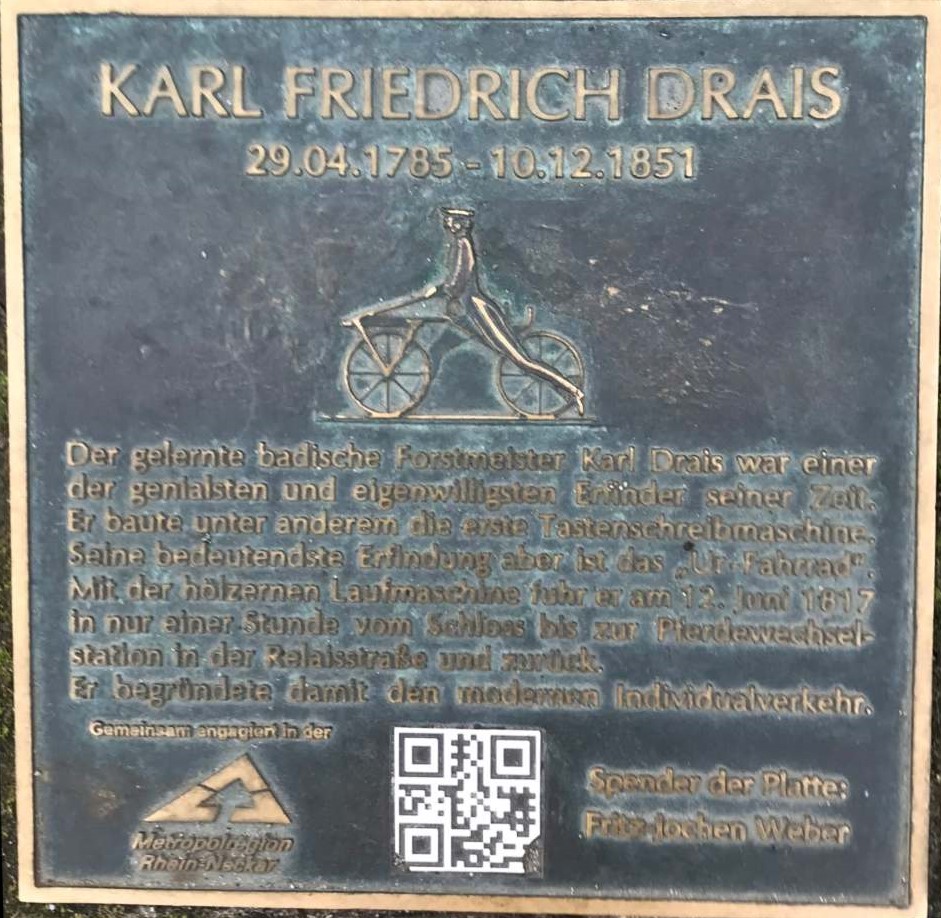 KARL FRIEDRICH DRAIS
29.04.1785 - 10.12.1851
Der gelernte badische Forstmeister Karl Drais war einer
der genialsten und eigenwilligsten Erfinder seiner Zeit.
Er baute unter anderem die erste Tastenschreibmaschine.
Seine bedeutendste Erfindung aber ist das „Ur-Fahrrad“.
Mit der hölzernen Laufmaschine fuhr er am 12. Juni 1817
in nur einer Stunde vom Schloss bis zur Pferdewechsel-
station in der Relaisstraße und zurück.
Er begründete damit den modernen Individualverkehr.
Gemeinsam engagiert in der
Metropolregion
Rhein-Neckar
Spender der Platte:
Fritz-Jochen Weber